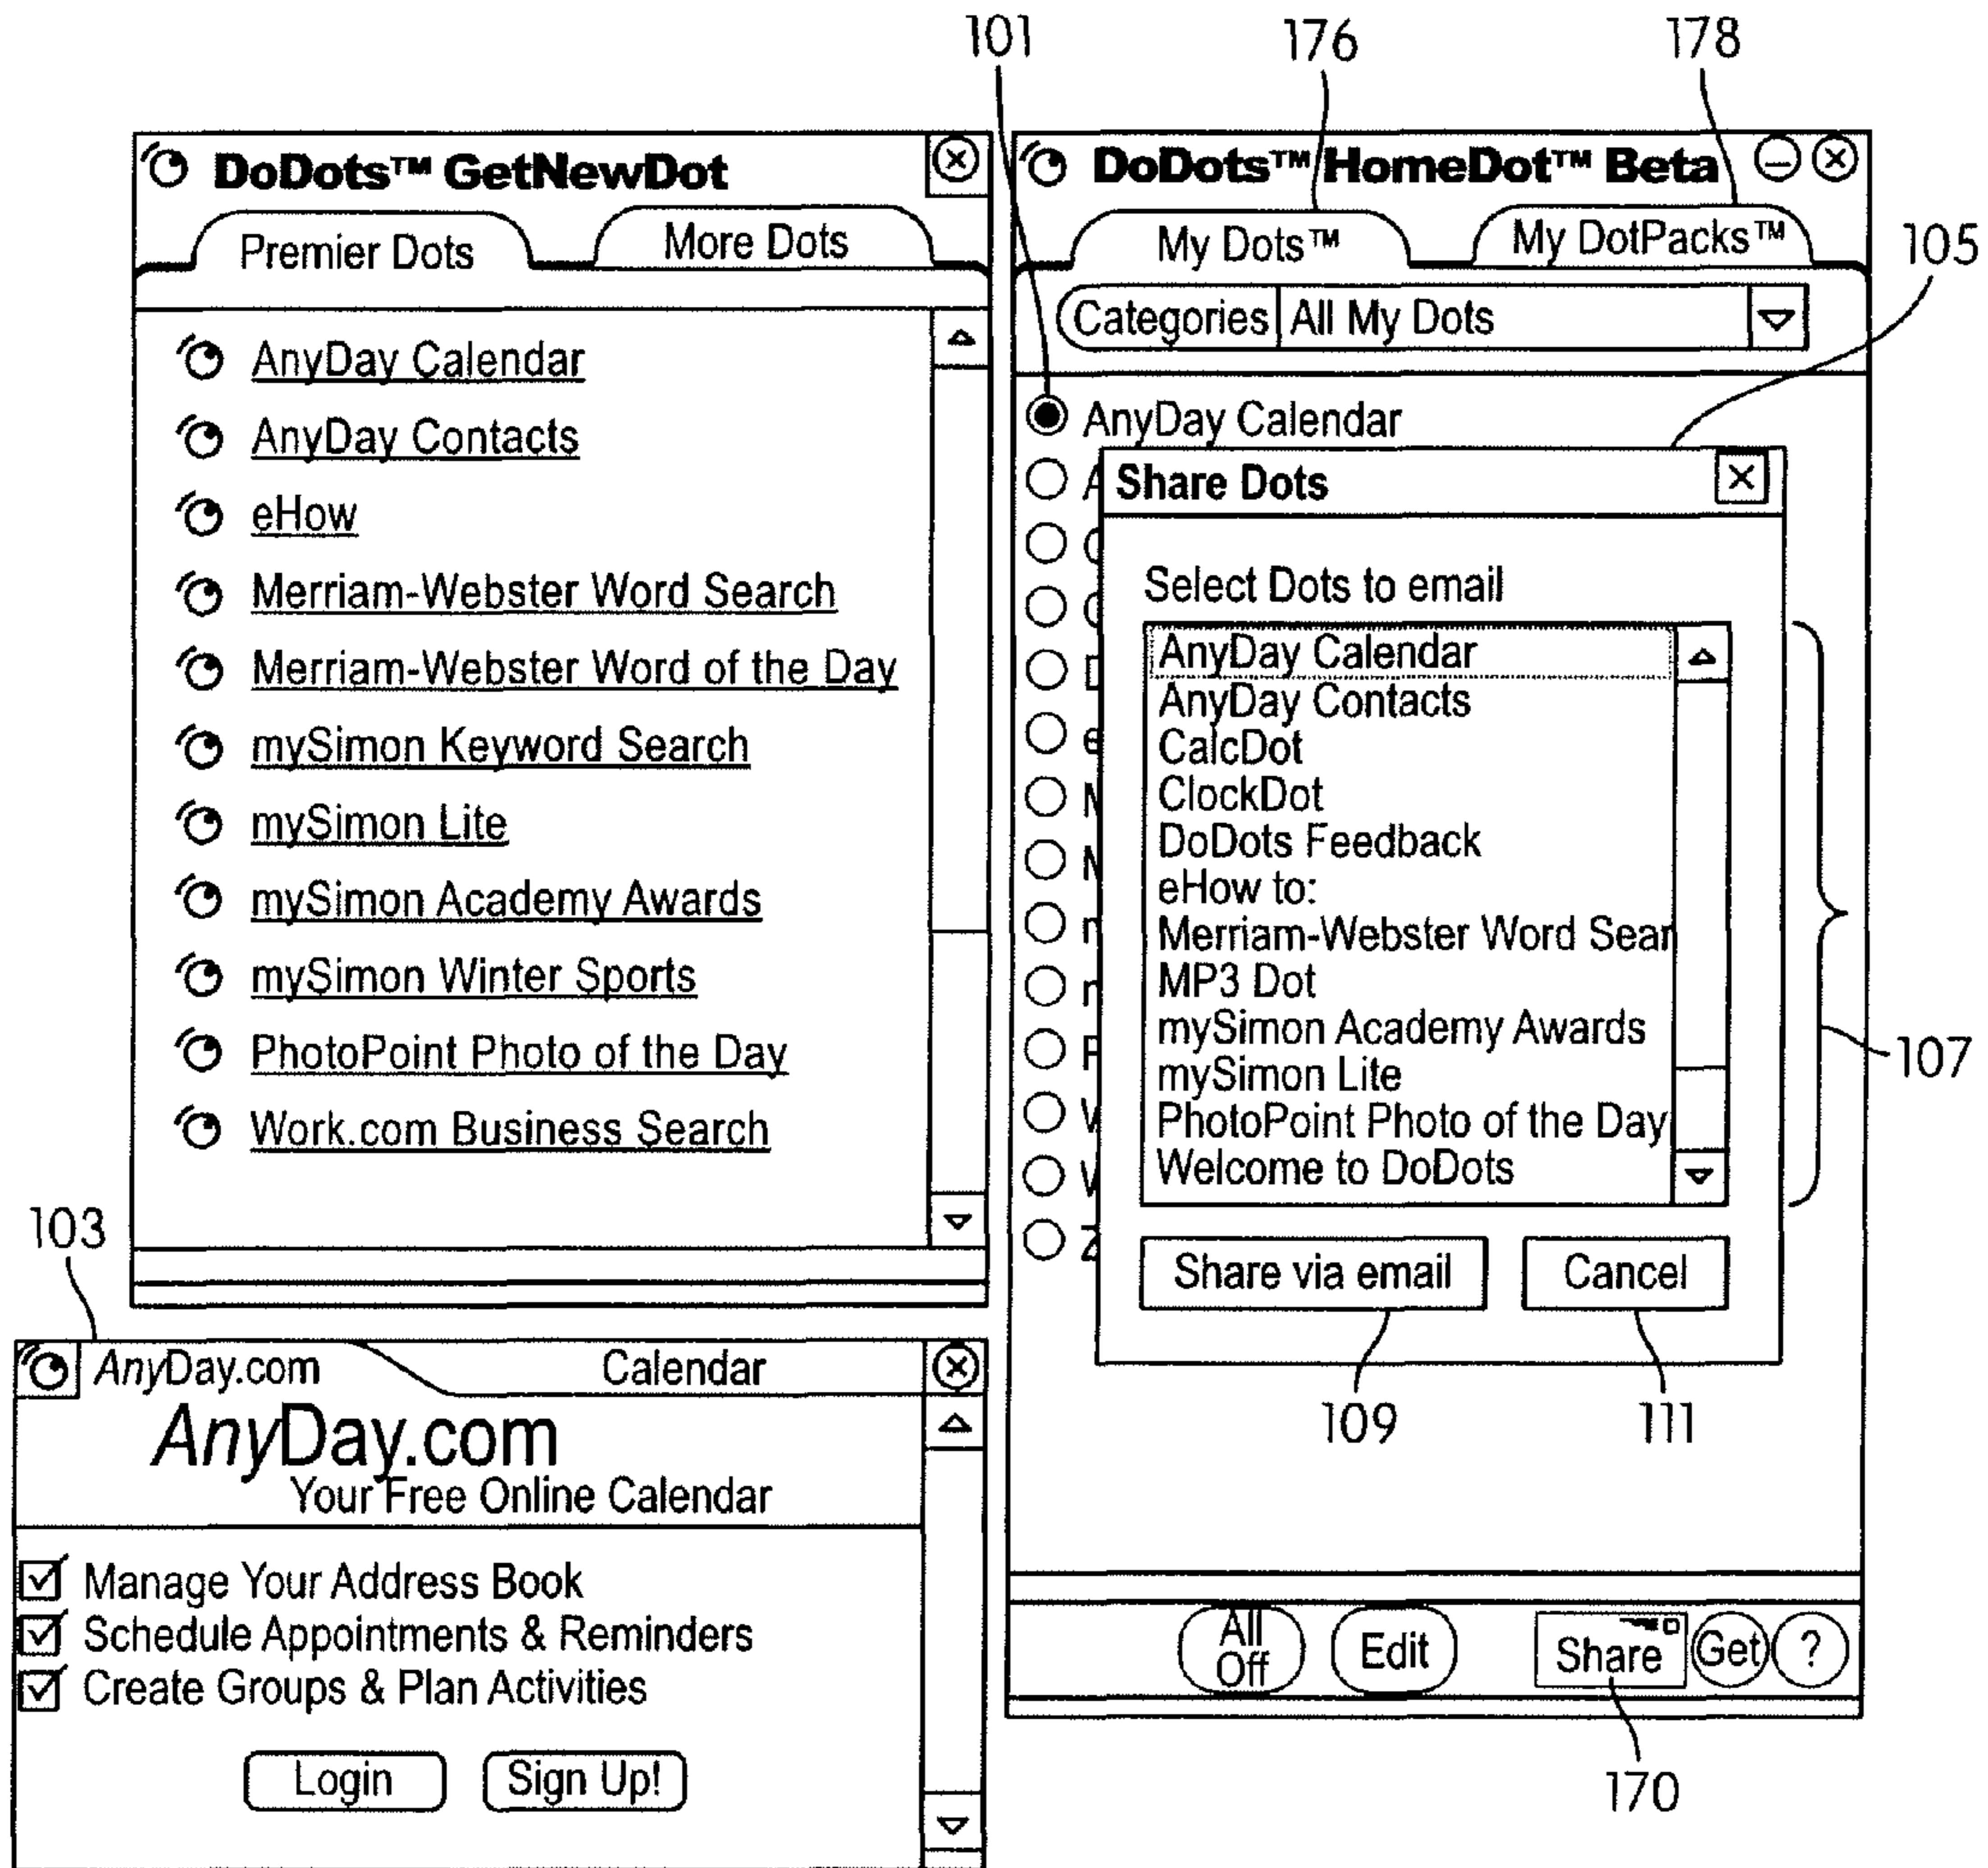 101
176
178
DoDots™ GetNewDot
Premier Dots
More Dots
AnyDay Calendar
AnyDay Contacts
eHow
Merriam-Webster Word Search
Merriam-Webster Word of the Day
mySimon Keyword Search
mySimon Lite
mySimon Academy Awards
mySimon Winter Sports
PhotoPoint Photo of the Day
Work.com Business Search
DoDots™ HomeDot™ Beta
My Dots™
My DotPacks™
105
Categories
All My Dots
AnyDay Calendar
A
C
C
D
e
M
M
m
m
P
W
W
Z
Share Dots
Select Dots to email
AnyDay Calendar
AnyDay Contacts
CalcDot
ClockDot
DoDots Feedback
eHow to:
Merriam-Webster Word Sear
MP3 Dot
mySimon Academy Awards
mySimon Lite
PhotoPoint Photo of the Day
Welcome to DoDots
107
Share via email
Cancel
109
111
All Off
Edit
Share
Get
?
170
103
AnyDay.com
Calendar
AnyDay.com
Your Free Online Calendar
Manage Your Address Book
Schedule Appointments & Reminders
Create Groups & Plan Activities
Login
Sign Up!